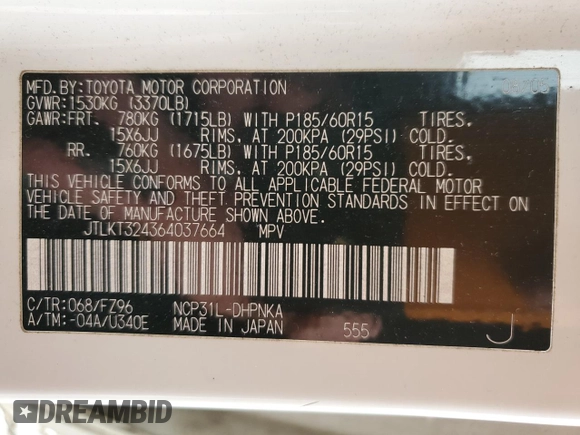 MFD.BY:TOYOTA MOTOR CORPORATION
GVWR:1530KG (3370LB)
GAWR:FRT. 780KG (1715LB) WITH P185/60R15 TIRES,
15X6JJ RIMS, AT 200KPA (29PSI) COLD.
RR. 760KG (1675LB) WITH P185/60R15 TIRES,
15X6JJ RIMS, AT 200KPA (29PSI) COLD.
THIS VEHICLE CONFORMS TO ALL APPLICABLE FEDERAL MOTOR
VEHICLE SAFETY AND THEFT PREVENTION STANDARDS IN EFFECT ON
THE DATE OF MANUFACTURE SHOWN ABOVE.
JTLKT324364037664 MPV
C/TR:068/FZ96 NCP31L-DHPNKA
A/TM:-04A/U340E MADE IN JAPAN 555 J
DREAMBID